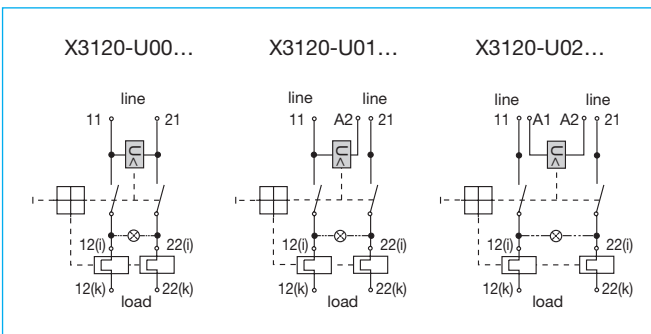 X3120-U00… X3120-U01… X3120-U02…
line line line line line
11 21 11 A2 21 11 A1 A2 21
U< U< U<
12(i) 22(i) 12(i) 22(i) 12(i) 22(i)
12(k) 22(k) 12(k) 22(k) 12(k) 22(k)
load load load